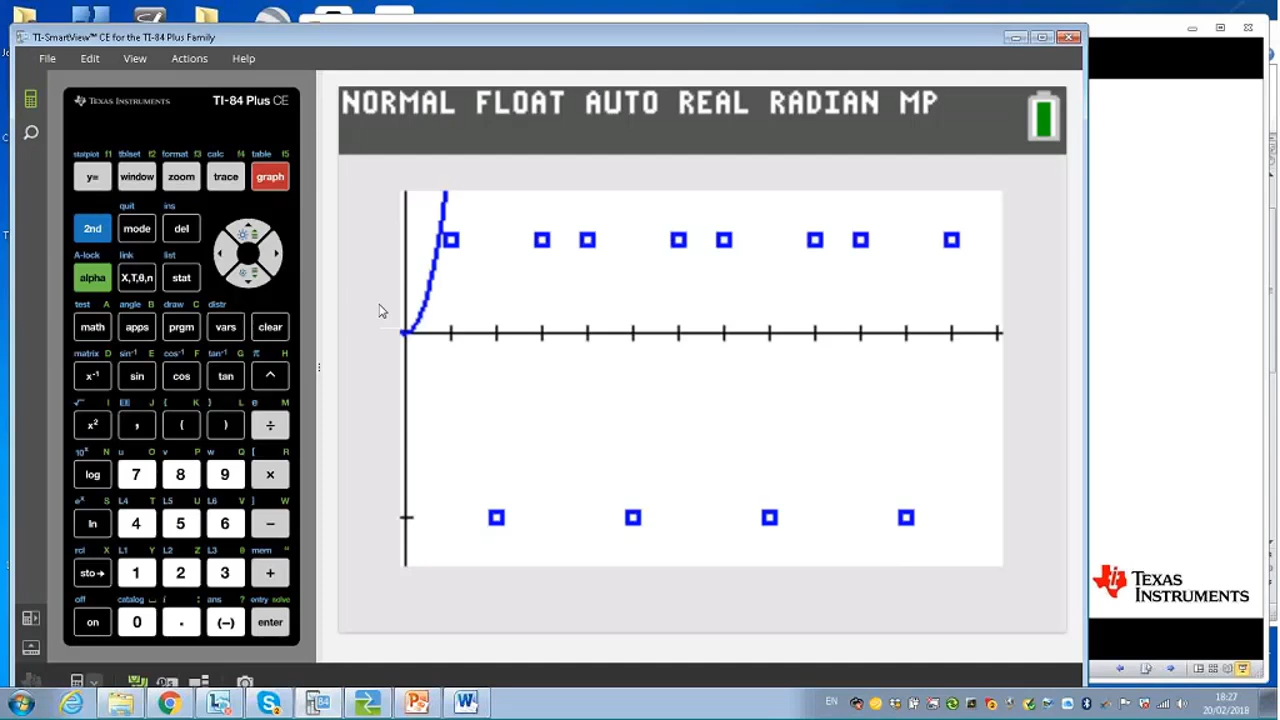 TI-SmartView™ CE for the TI-84 Plus Family
File Edit View Actions Help
TEXAS INSTRUMENTS TI-84 Plus CE
NORMAL FLOAT AUTO REAL RADIAN MP
statplot f1 tblset f2 format f3 calc f4 table f5
y= window zoom trace graph
quit ins
2nd mode del
A-lock link list
alpha X,T,θ,n stat
test A angle B draw C distr
math apps prgm vars clear
matrix D sin⁻¹ E cos⁻¹ F tan⁻¹ G π H
x⁻¹ sin cos tan ^
√ I EE J { K } L e M
x² , ( ) ÷
10ˣ N u O v P w Q [ R
log 7 8 9 ×
eˣ S L4 T L5 U L6 V ] W
ln 4 5 6 −
rcl X L1 Y L2 Z L3 θ mem "
sto→ 1 2 3 +
off catalog i : ans ? entry solve
on 0 . (−) enter
TEXAS
INSTRUMENTS
84
EN
18:27
20/02/2018